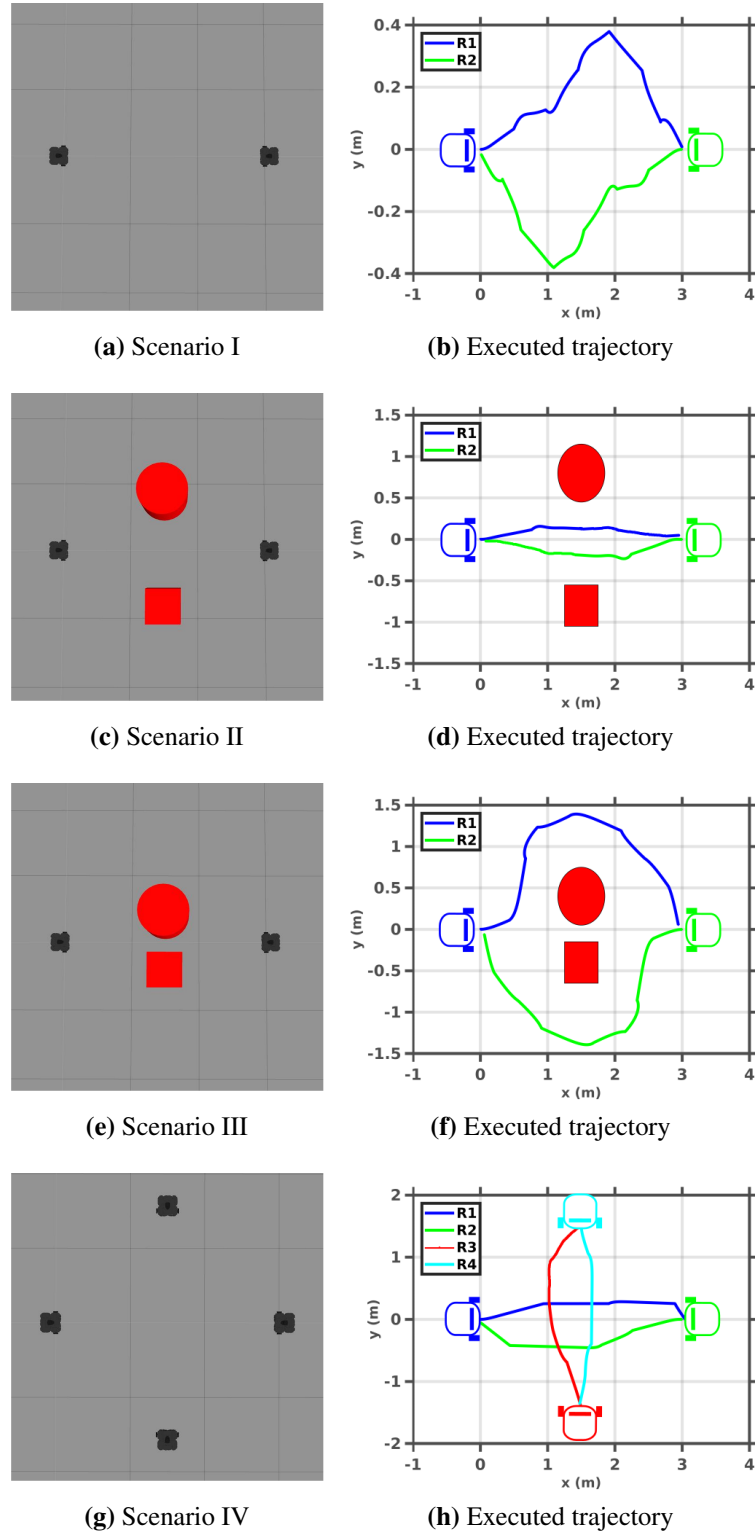 0.4
R1
R2
0.2
y (m)
0
-0.2
-0.4
-1 0 1 2 3 4
x (m)
(a) Scenario I
(b) Executed trajectory
1.5
R1
R2
1
0.5
y (m)
0
-0.5
-1
-1.5
-1 0 1 2 3 4
x (m)
(c) Scenario II
(d) Executed trajectory
1.5
R1
R2
1
0.5
y (m)
0
-0.5
-1
-1.5
-1 0 1 2 3 4
x (m)
(e) Scenario III
(f) Executed trajectory
2
R1
R2
R3
R4
1
y (m)
0
-1
-2
-1 0 1 2 3 4
x (m)
(g) Scenario IV
(h) Executed trajectory